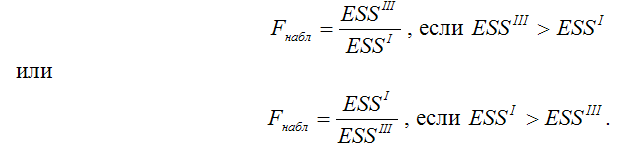 F_набл = ESS^III / ESS^I , если ESS^III > ESS^I
или
F_набл = ESS^I / ESS^III , если ESS^I > ESS^III.